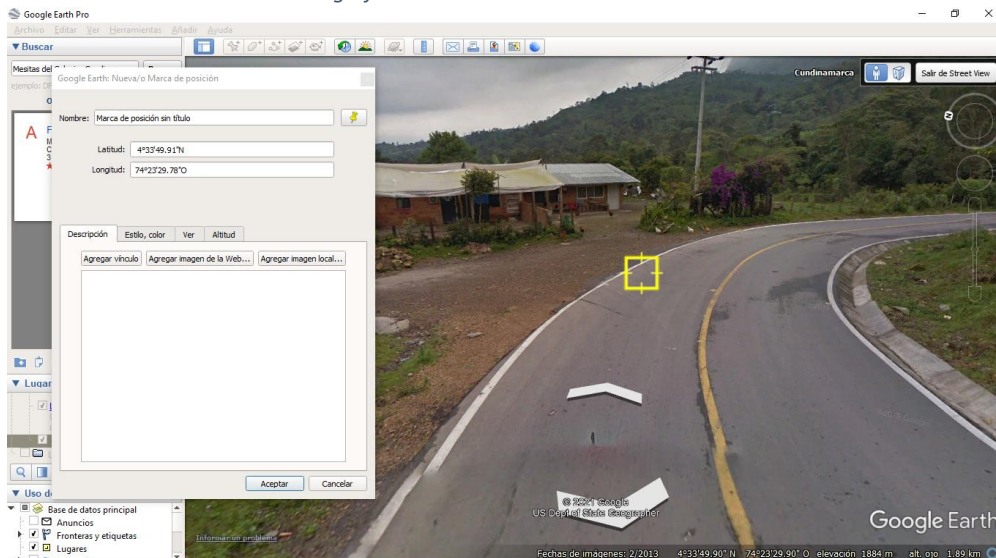 Google Earth Pro
Archivo Editar Ver Herramientas Añadir Ayuda
Buscar
Cundinamarca
Salir de Street View
Google Earth: Nueva/o Marca de posición
Nombre: Marca de posición sin título
Latitud: 4°33'49.91"N
Longitud: 74°23'29.78"O
A
Descripción Estilo, color Ver Altitud
Agregar vínculo Agregar imagen de la Web... Agregar imagen local...
Lugar
Aceptar Cancelar
Uso d
Base de datos principal
Anuncios
Fronteras y etiquetas
Lugares
© 2021 Google
US Dept of State Geographer
Google Earth
Informar un problema
Fechas de imágenes: 2/2013 4°33'49.90" N 74°23'29.90" O elevación 1884 m alt. ojo 1.89 km